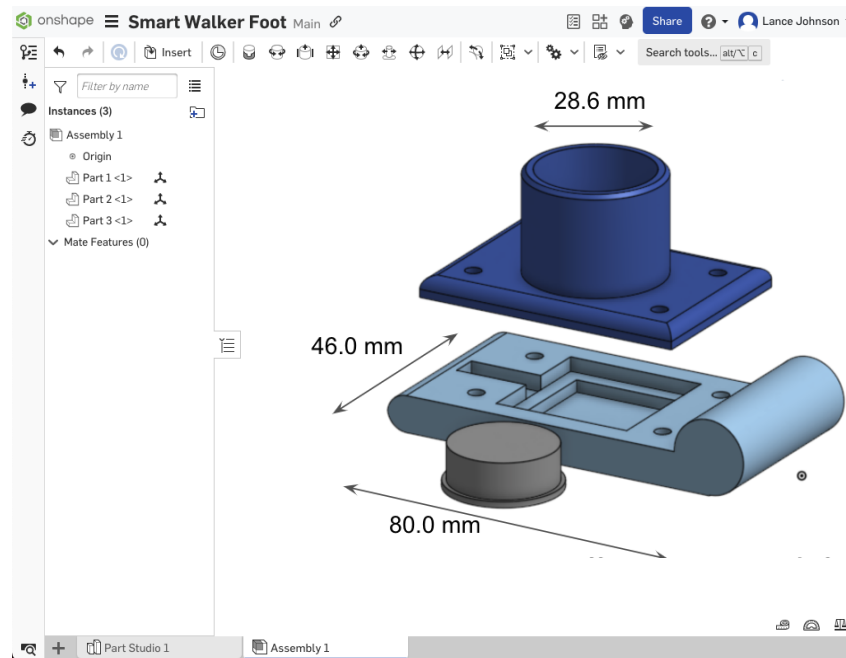 onshape Smart Walker Foot Main Share Lance Johnson
Insert Search tools... alt/⌥ c
Filter by name
Instances (3)
Assembly 1
Origin
Part 1 <1>
Part 2 <1>
Part 3 <1>
Mate Features (0)
28.6 mm
46.0 mm
80.0 mm
Part Studio 1 Assembly 1